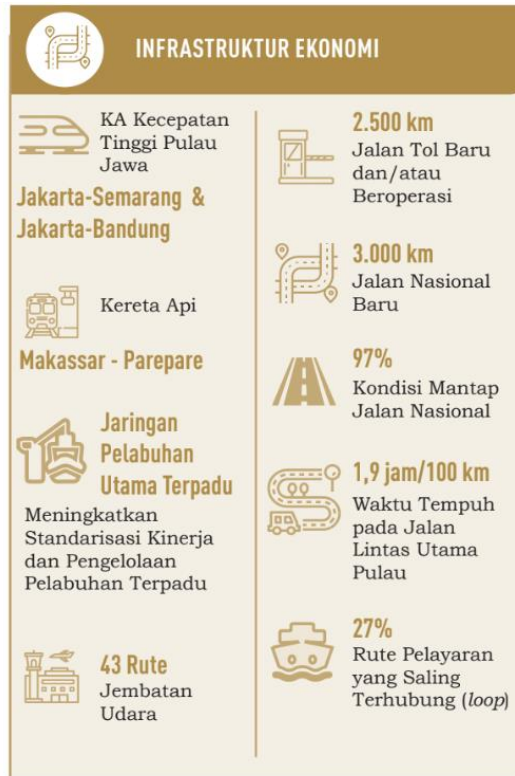 INFRASTRUKTUR EKONOMI
KA Kecepatan
Tinggi Pulau
Jawa
Jakarta-Semarang &
Jakarta-Bandung
Kereta Api
Makassar - Parepare
Jaringan
Pelabuhan
Utama Terpadu
Meningkatkan
Standarisasi Kinerja
dan Pengelolaan
Pelabuhan Terpadu
43 Rute
Jembatan
Udara
2.500 km
Jalan Tol Baru
dan/atau
Beroperasi
3.000 km
Jalan Nasional
Baru
97%
Kondisi Mantap
Jalan Nasional
1,9 jam/100 km
Waktu Tempuh
pada Jalan
Lintas Utama
Pulau
27%
Rute Pelayaran
yang Saling
Terhubung (loop)